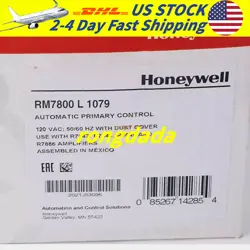 DHL
US STOCK
2-4 Day Fast Shipping
Honeywell
Honeywell
RM7800 L 1079
AUTOMATIC PRIMARY CONTROL
120 VAC; 50/60 HZ WITH DUST COVER
USE WITH
R7886 AMPLIFIERS
ASSEMBLED IN MEXICO
EAC
0 85267 14285 4
Automation and Control Solutions
Honeywell
Golden Valley, MN 55422